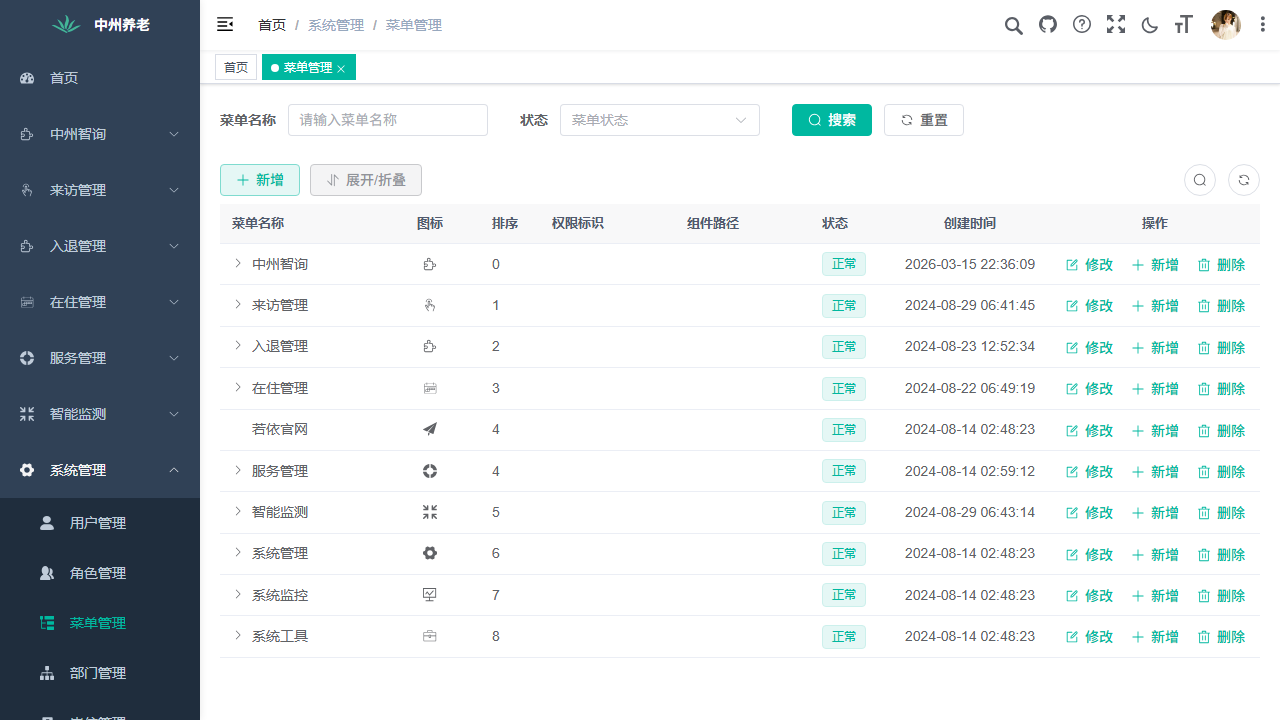 中州养老
首页 / 系统管理 / 菜单管理
首页
菜单管理
首页
中州智询
来访管理
入退管理
在住管理
服务管理
智能监测
系统管理
用户管理
角色管理
菜单管理
部门管理
菜单名称 请输入菜单名称 状态 菜单状态 搜索 重置
新增 展开/折叠
菜单名称 图标 排序 权限标识 组件路径 状态 创建时间 操作
中州智询 0 正常 2026-03-15 22:36:09 修改 新增 删除
来访管理 1 正常 2024-08-29 06:41:45 修改 新增 删除
入退管理 2 正常 2024-08-23 12:52:34 修改 新增 删除
在住管理 3 正常 2024-08-22 06:49:19 修改 新增 删除
若依官网 4 正常 2024-08-14 02:48:23 修改 新增 删除
服务管理 4 正常 2024-08-14 02:59:12 修改 新增 删除
智能监测 5 正常 2024-08-29 06:43:14 修改 新增 删除
系统管理 6 正常 2024-08-14 02:48:23 修改 新增 删除
系统监控 7 正常 2024-08-14 02:48:23 修改 新增 删除
系统工具 8 正常 2024-08-14 02:48:23 修改 新增 删除